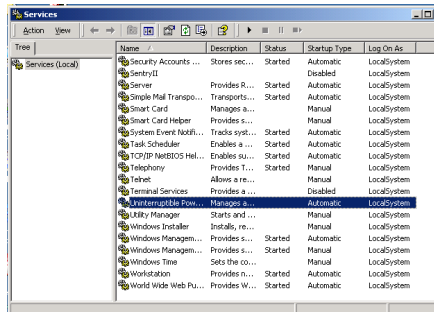 Services
Action View
Tree
Services (Local)
Name Description Status Startup Type Log On As
Security Accounts ... Stores sec... Started Automatic LocalSystem
SentryII Disabled LocalSystem
Server Provides R... Started Automatic LocalSystem
Simple Mail Transpo... Transports... Started Automatic LocalSystem
Smart Card Manages a... Manual LocalSystem
Smart Card Helper Provides s... Manual LocalSystem
System Event Notifi... Tracks syst... Started Automatic LocalSystem
Task Scheduler Enables a ... Started Automatic LocalSystem
TCP/IP NetBIOS Hel... Enables su... Started Automatic LocalSystem
Telephony Provides T... Started Manual LocalSystem
Telnet Allows a re... Manual LocalSystem
Terminal Services Provides a ... Disabled LocalSystem
Uninterruptible Pow... Manages a... Automatic LocalSystem
Utility Manager Starts and ... Manual LocalSystem
Windows Installer Installs, re... Manual LocalSystem
Windows Managem... Provides s... Started Automatic LocalSystem
Windows Managem... Provides s... Started Manual LocalSystem
Windows Time Sets the co... Manual LocalSystem
Workstation Provides n... Started Automatic LocalSystem
World Wide Web Pu... Provides W... Started Automatic LocalSystem